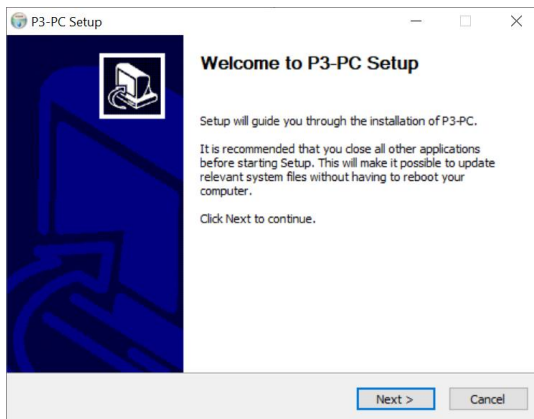 P3-PC Setup
Welcome to P3-PC Setup
Setup will guide you through the installation of P3-PC.
It is recommended that you close all other applications
before starting Setup. This will make it possible to update
relevant system files without having to reboot your
computer.
Click Next to continue.
Next > Cancel